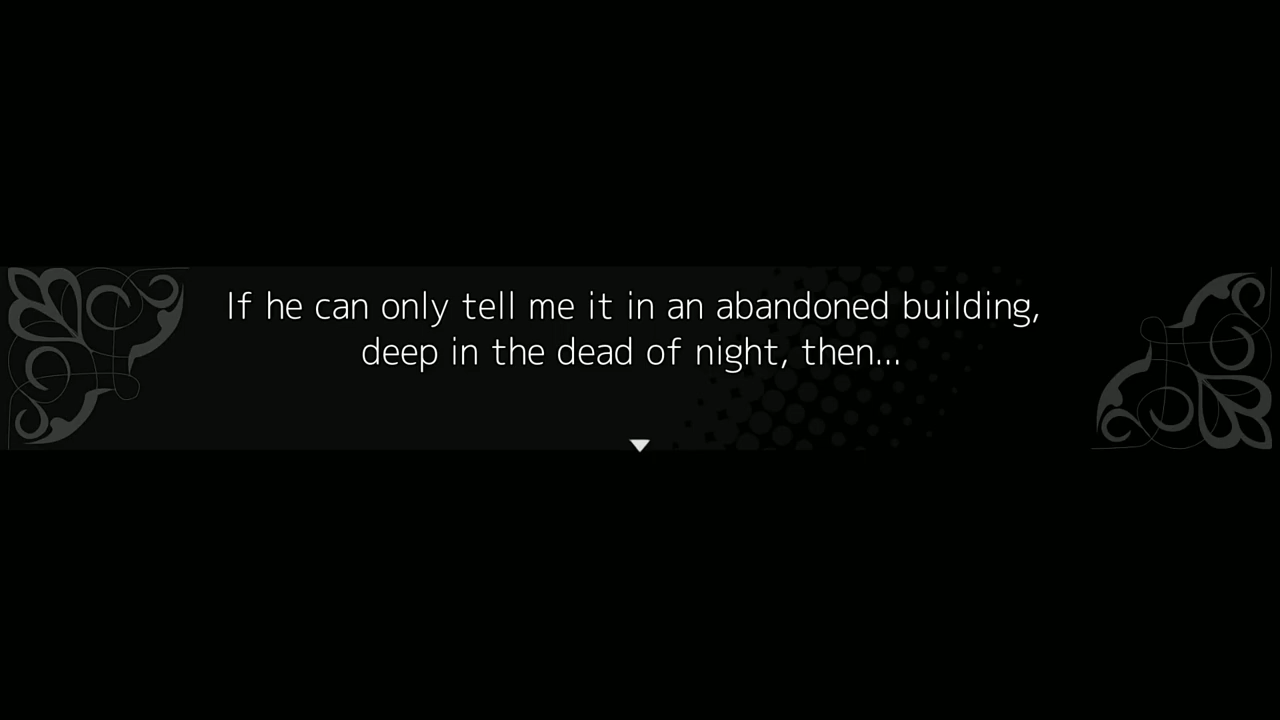 If he can only tell me it in an abandoned building,
deep in the dead of night, then...